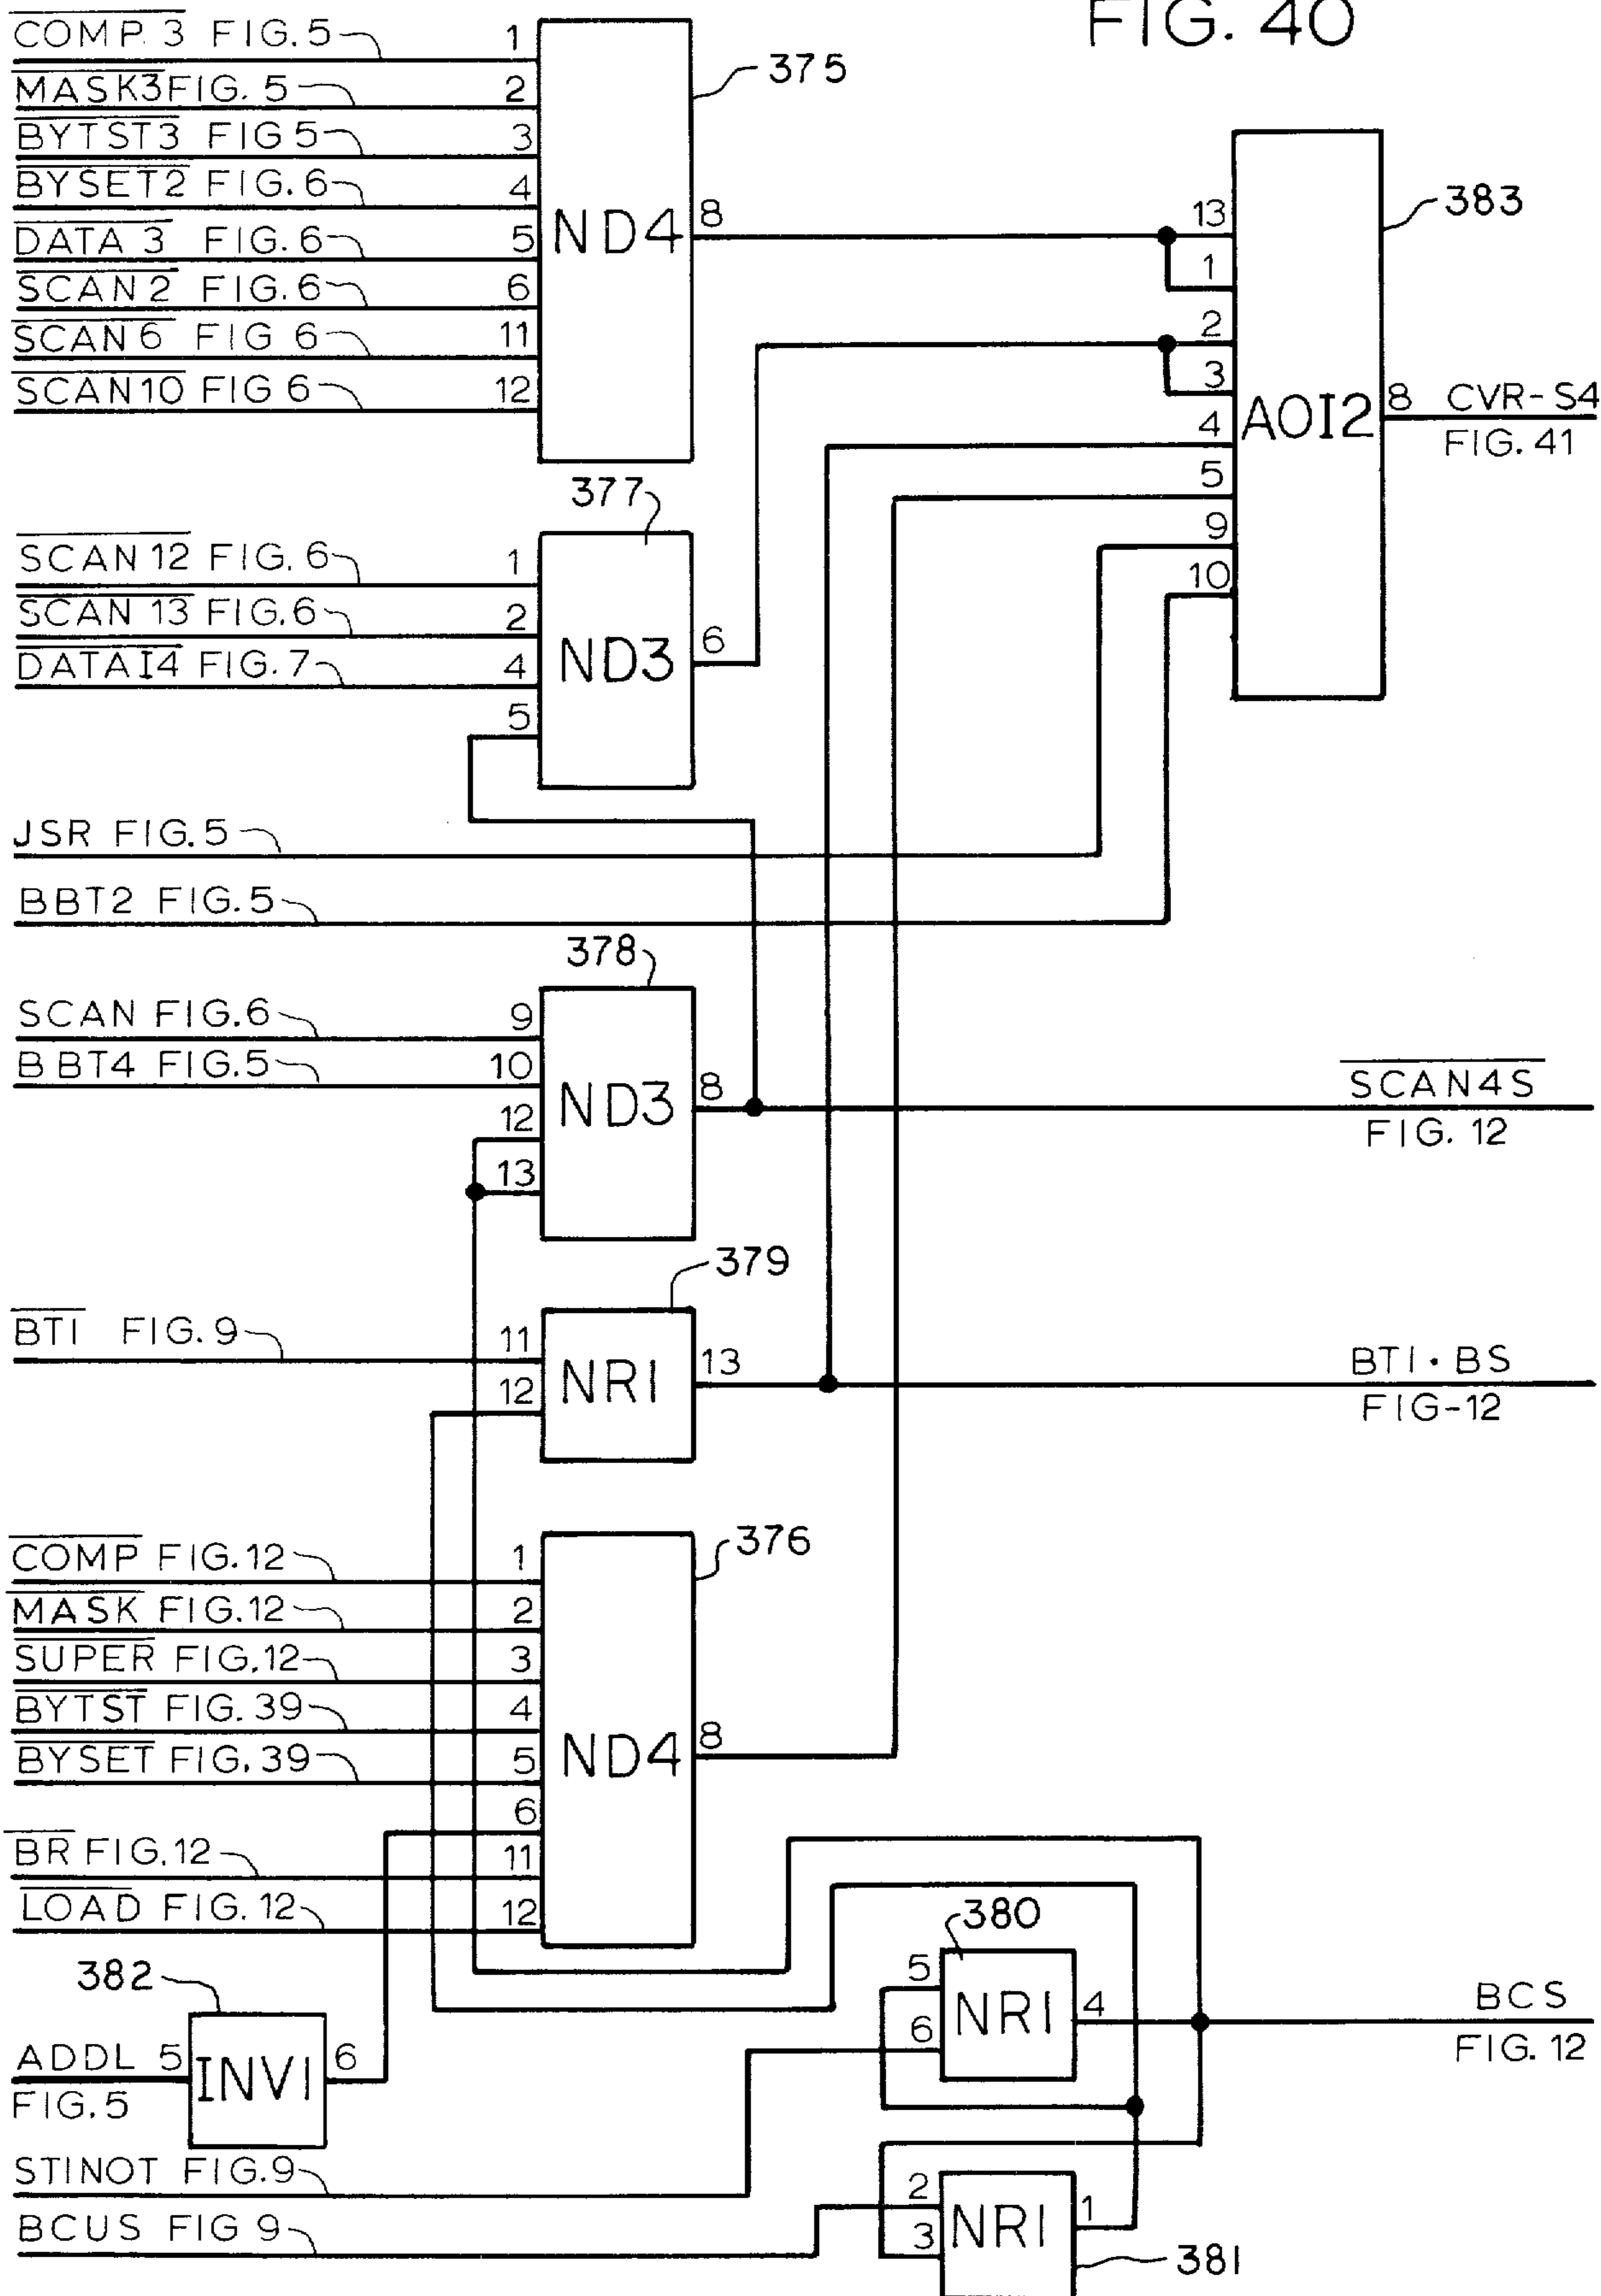 FIG. 40
COMP. 3 FIG. 5
1
MASK3 FIG. 5
2
375
BYTST3 FIG 5
3
BYSET2 FIG. 6
4
DATA 3 FIG. 6
5
ND4
8
13
383
SCAN 2 FIG. 6
6
1
SCAN 6 FIG 6
11
2
SCAN10 FIG 6
12
3
AOI2
8
CVR-S4
FIG. 41
4
5
9
10
377
SCAN 12 FIG. 6
1
SCAN 13 FIG. 6
2
DATAI4 FIG. 7
4
ND3
6
5
JSR FIG. 5
BBT2 FIG. 5
378
SCAN FIG. 6
9
BBT4 FIG. 5
10
ND3
8
SCAN4S
FIG. 12
12
13
379
BTI FIG. 9
11
NRI
13
BTI · BS
FIG-12
12
376
COMP FIG. 12
1
MASK FIG. 12
2
SUPER FIG. 12
3
BYTST FIG. 39
4
BYSET FIG. 39
5
ND4
8
6
BR FIG. 12
11
LOAD FIG. 12
12
380
382
5
NRI
4
BCS
FIG. 12
6
ADDL
FIG. 5
5
INVI
6
STINOT FIG. 9
2
NRI
1
BCUS FIG 9
3
381